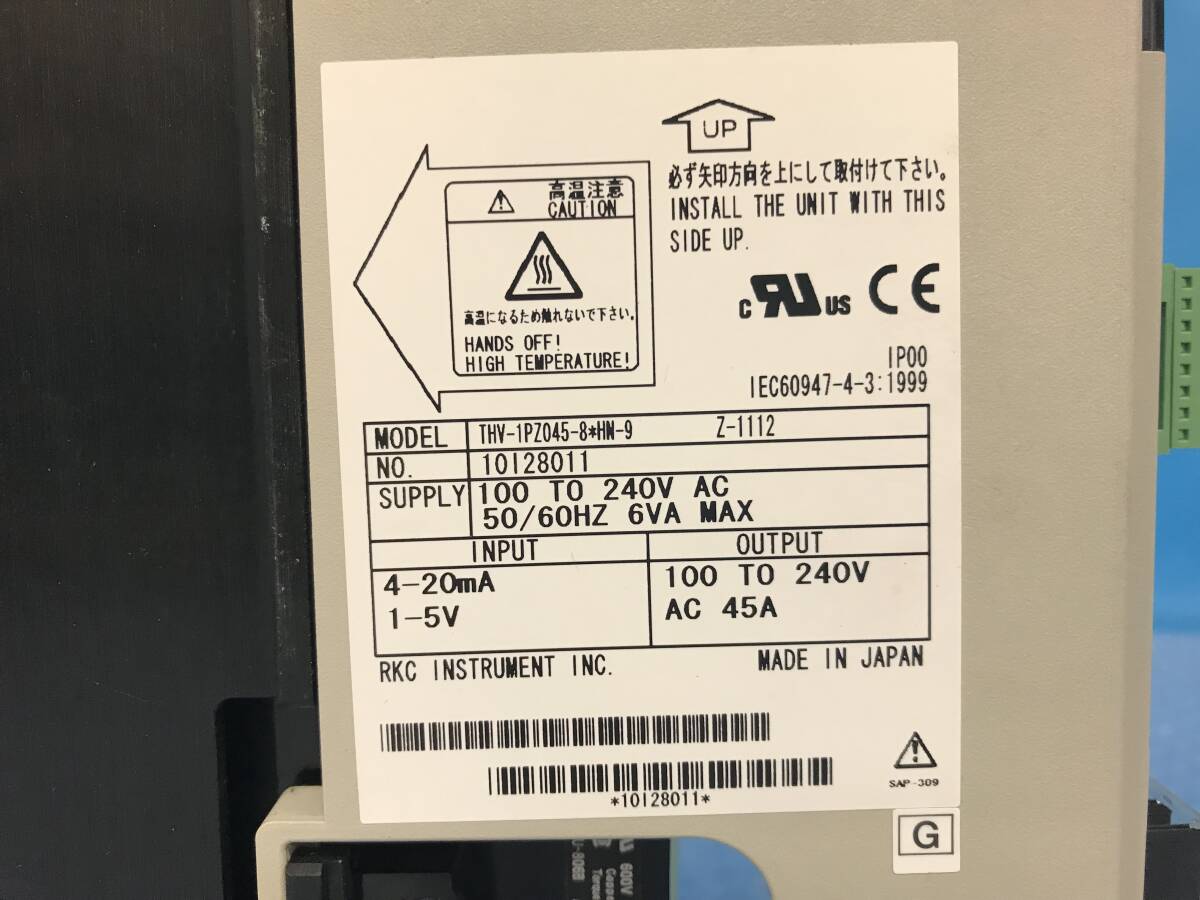 UP
必ず矢印方向を上にして取付けて下さい。
INSTALL THE UNIT WITH THIS
SIDE UP.
高温注意
CAUTION
高温になるため触れないで下さい。
HANDS OFF!
HIGH TEMPERATURE!
c RU US CE
IP00
IEC60947-4-3:1999
MODEL THV-1PZ045-8*HN-9 Z-1112
NO. 10I28011
SUPPLY 100 TO 240V AC
50/60HZ 6VA MAX
INPUT OUTPUT
4-20mA 100 TO 240V
1-5V AC 45A
RKC INSTRUMENT INC. MADE IN JAPAN
*10I28011*
SAP-309
G
600V